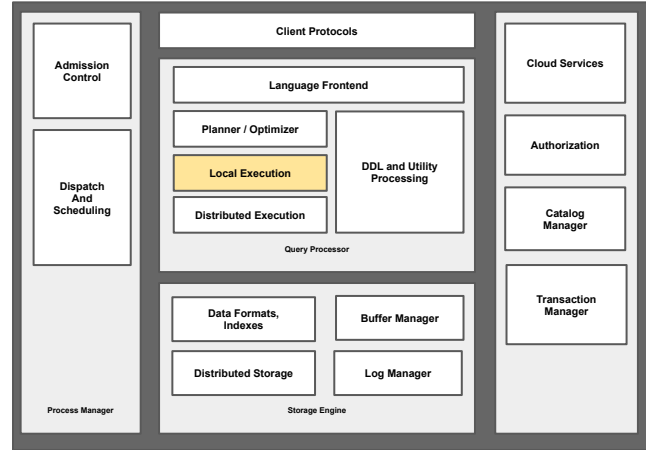 Admission
Control
Dispatch
And
Scheduling
Process Manager
Client Protocols
Language Frontend
Planner / Optimizer
Local Execution
Distributed Execution
DDL and Utility
Processing
Query Processor
Data Formats,
Indexes
Buffer Manager
Distributed Storage
Log Manager
Storage Engine
Cloud Services
Authorization
Catalog
Manager
Transaction
Manager